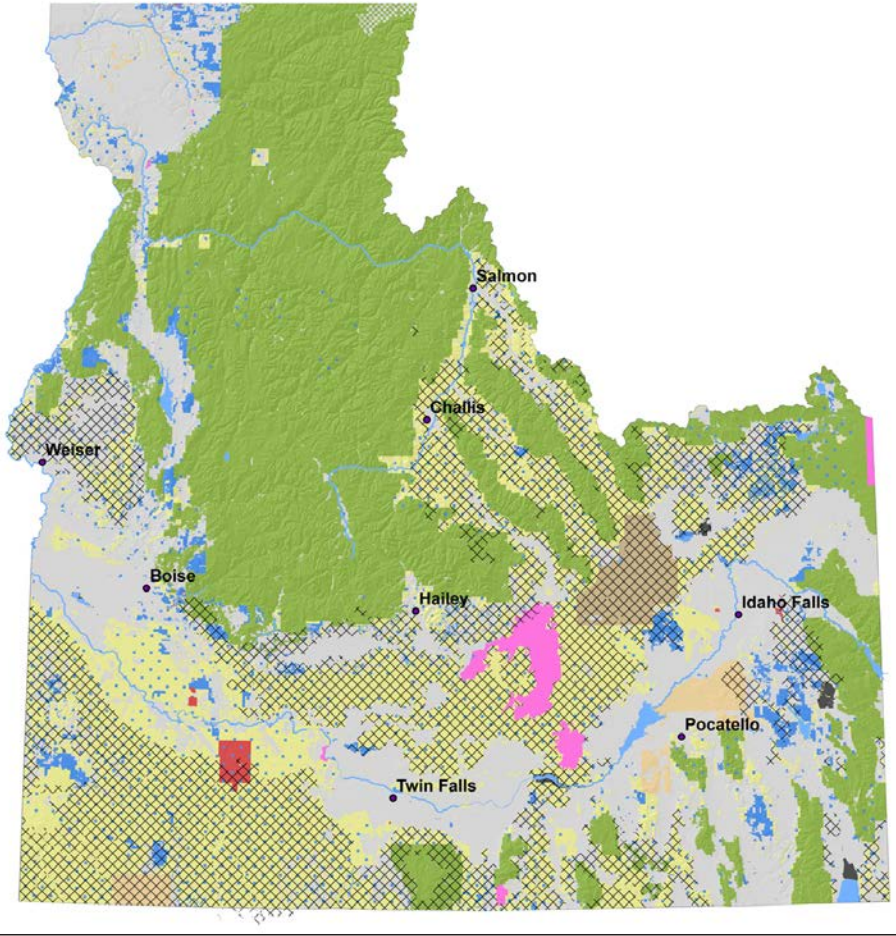 Salmon
Challis
Weiser
Boise
Hailey
Idaho Falls
Pocatello
Twin Falls